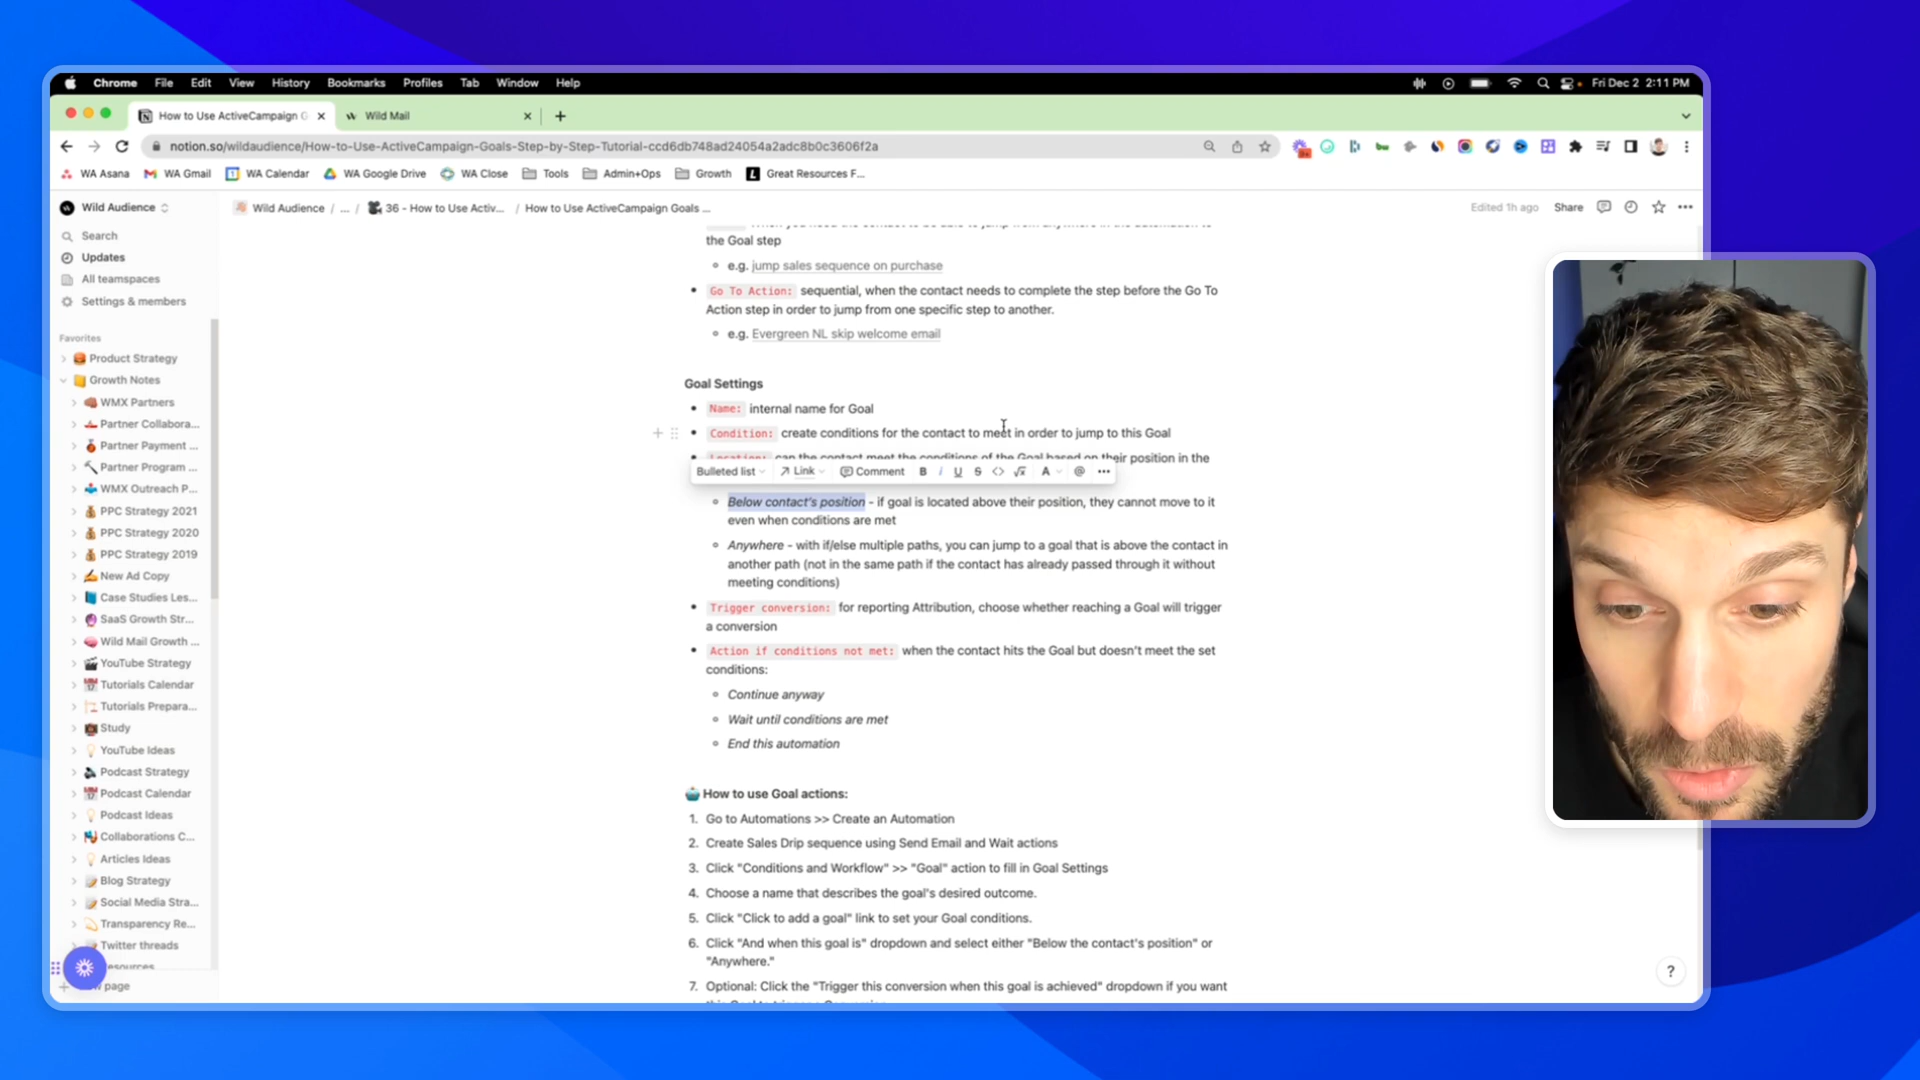 Chrome File Edit View History Bookmarks Profiles Tab Window Help
Fri Dec 2 2:11 PM
How to Use ActiveCampaign G
Wild Mail
notion.so/wildaudience/How-to-Use-ActiveCampaign-Goals-Step-by-Step-Tutorial-ccd6db748ad24054a2adc8b0c3606f2a
WA Asana WA Gmail WA Calendar WA Google Drive WA Close Tools Admin+Ops Growth Great Resources F...
Wild Audience
Wild Audience / ... / 36 - How to Use Activ... / How to Use ActiveCampaign Goals ...
Edited 1h ago Share
Search
Updates
All teamspaces
Settings & members
Favorites
Product Strategy
Growth Notes
WMX Partners
Partner Collabora...
Partner Payment ...
Partner Program ...
WMX Outreach P...
PPC Strategy 2021
PPC Strategy 2020
PPC Strategy 2019
New Ad Copy
Case Studies Les...
SaaS Growth Str...
Wild Mail Growth ...
YouTube Strategy
Tutorials Calendar
Tutorials Prepara...
Study
YouTube Ideas
Podcast Strategy
Podcast Calendar
Podcast Ideas
Collaborations C...
Articles Ideas
Blog Strategy
Social Media Stra...
Transparency Re...
Twitter threads
page
the Goal step
e.g. jump sales sequence on purchase
Go To Action: sequential, when the contact needs to complete the step before the Go To
Action step in order to jump from one specific step to another.
e.g. Evergreen NL skip welcome email
Goal Settings
Name: internal name for Goal
Condition: create conditions for the contact to meet in order to jump to this Goal
Location: can the contact meet the conditions of the Goal based on their position in the
Bulleted list Link Comment B i U S <> √x A @ •••
Below contact's position - if goal is located above their position, they cannot move to it
even when conditions are met
Anywhere - with if/else multiple paths, you can jump to a goal that is above the contact in
another path (not in the same path if the contact has already passed through it without
meeting conditions)
Trigger conversion: for reporting Attribution, choose whether reaching a Goal will trigger
a conversion
Action if conditions not met: when the contact hits the Goal but doesn't meet the set
conditions:
Continue anyway
Wait until conditions are met
End this automation
How to use Goal actions:
1. Go to Automations >> Create an Automation
2. Create Sales Drip sequence using Send Email and Wait actions
3. Click "Conditions and Workflow" >> "Goal" action to fill in Goal Settings
4. Choose a name that describes the goal's desired outcome.
5. Click "Click to add a goal" link to set your Goal conditions.
6. Click "And when this goal is" dropdown and select either "Below the contact's position" or
"Anywhere."
7. Optional: Click the "Trigger this conversion when this goal is achieved" dropdown if you want
?